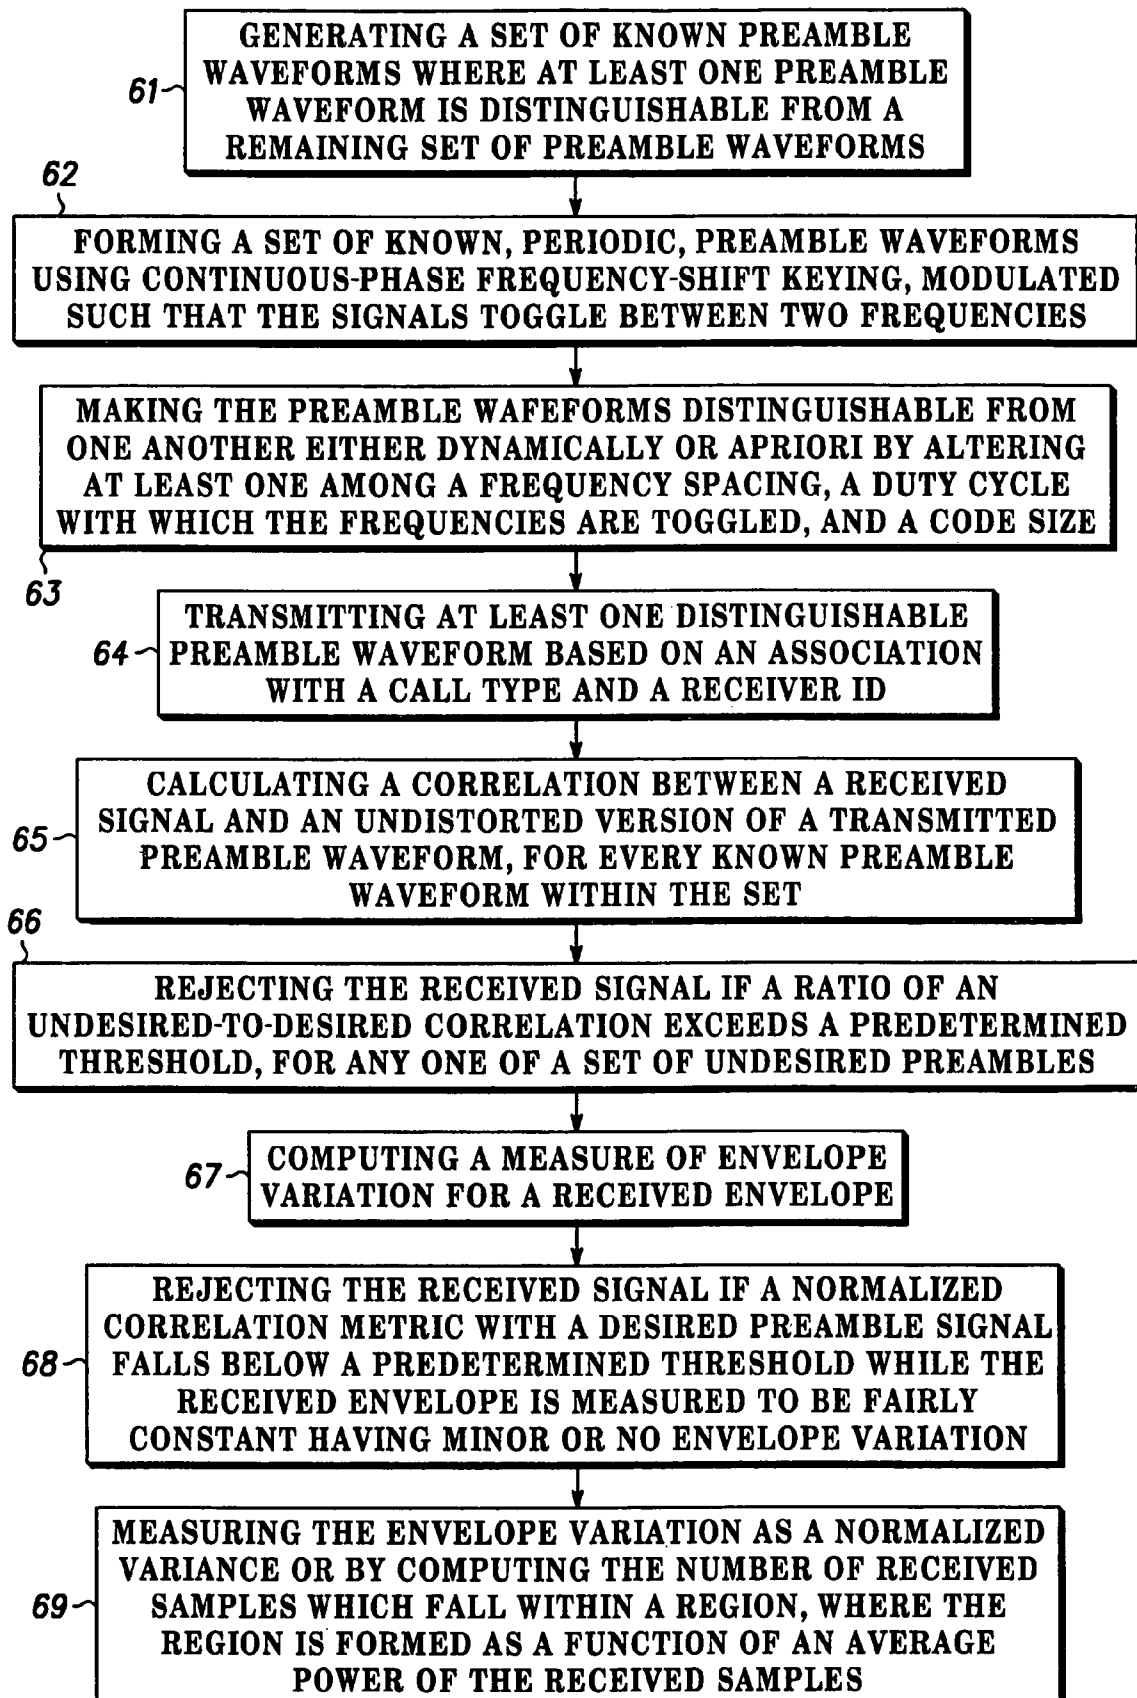 GENERATING A SET OF KNOWN PREAMBLE
WAVEFORMS WHERE AT LEAST ONE PREAMBLE
WAVEFORM IS DISTINGUISHABLE FROM A
REMAINING SET OF PREAMBLE WAVEFORMS
61
62
FORMING A SET OF KNOWN, PERIODIC, PREAMBLE WAVEFORMS
USING CONTINUOUS-PHASE FREQUENCY-SHIFT KEYING, MODULATED
SUCH THAT THE SIGNALS TOGGLE BETWEEN TWO FREQUENCIES
MAKING THE PREAMBLE WAFEFORMS DISTINGUISHABLE FROM
ONE ANOTHER EITHER DYNAMICALLY OR APRIORI BY ALTERING
AT LEAST ONE AMONG A FREQUENCY SPACING, A DUTY CYCLE
WITH WHICH THE FREQUENCIES ARE TOGGLED, AND A CODE SIZE
63
TRANSMITTING AT LEAST ONE DISTINGUISHABLE
64
PREAMBLE WAVEFORM BASED ON AN ASSOCIATION
WITH A CALL TYPE AND A RECEIVER ID
CALCULATING A CORRELATION BETWEEN A RECEIVED
SIGNAL AND AN UNDISTORTED VERSION OF A TRANSMITTED
65
PREAMBLE WAVEFORM, FOR EVERY KNOWN PREAMBLE
WAVEFORM WITHIN THE SET
66
REJECTING THE RECEIVED SIGNAL IF A RATIO OF AN
UNDESIRED-TO-DESIRED CORRELATION EXCEEDS A PREDETERMINED
THRESHOLD, FOR ANY ONE OF A SET OF UNDESIRED PREAMBLES
COMPUTING A MEASURE OF ENVELOPE
67
VARIATION FOR A RECEIVED ENVELOPE
REJECTING THE RECEIVED SIGNAL IF A NORMALIZED
CORRELATION METRIC WITH A DESIRED PREAMBLE SIGNAL
68
FALLS BELOW A PREDETERMINED THRESHOLD WHILE THE
RECEIVED ENVELOPE IS MEASURED TO BE FAIRLY
CONSTANT HAVING MINOR OR NO ENVELOPE VARIATION
MEASURING THE ENVELOPE VARIATION AS A NORMALIZED
VARIANCE OR BY COMPUTING THE NUMBER OF RECEIVED
69
SAMPLES WHICH FALL WITHIN A REGION, WHERE THE
REGION IS FORMED AS A FUNCTION OF AN AVERAGE
POWER OF THE RECEIVED SAMPLES